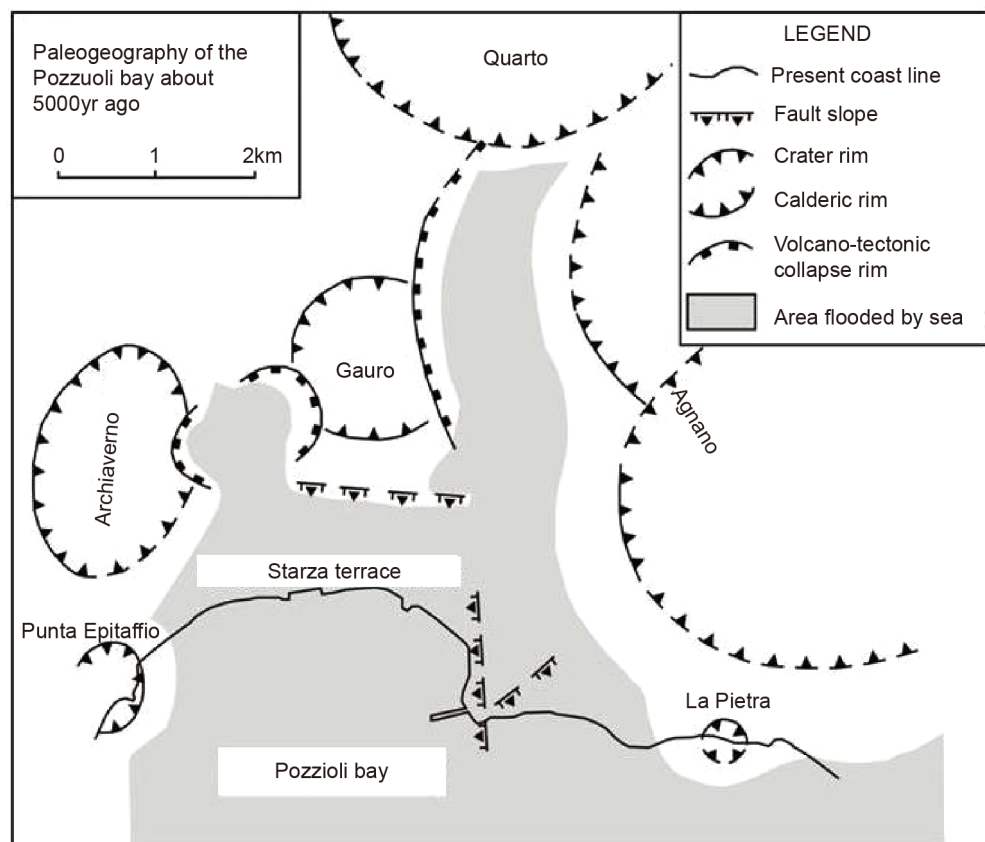 Paleogeography of the
Pozzuoli bay about
5000yr ago
0 1 2km
Quarto
LEGEND
Present coast line
Fault slope
Crater rim
Calderic rim
Volcano-tectonic
collapse rim
Area flooded by sea
Gauro
Agnano
Archiaverno
Starza terrace
Punta Epitaffio
La Pietra
Pozzioli bay